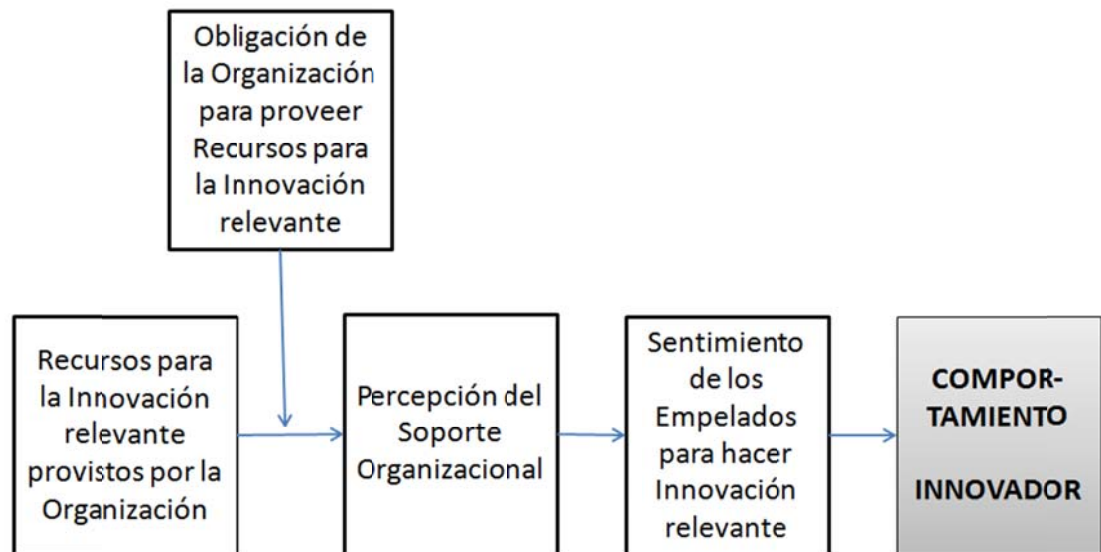 Obligación de
la Organización
para proveer
Recursos para
la Innovación
relevante
Recursos para
la Innovación
relevante
provistos por la
Organización
Percepción del
Soporte
Organizacional
Sentimiento
de los
Empelados
para hacer
Innovación
relevante
COMPOR-
TAMIENTO
INNOVADOR